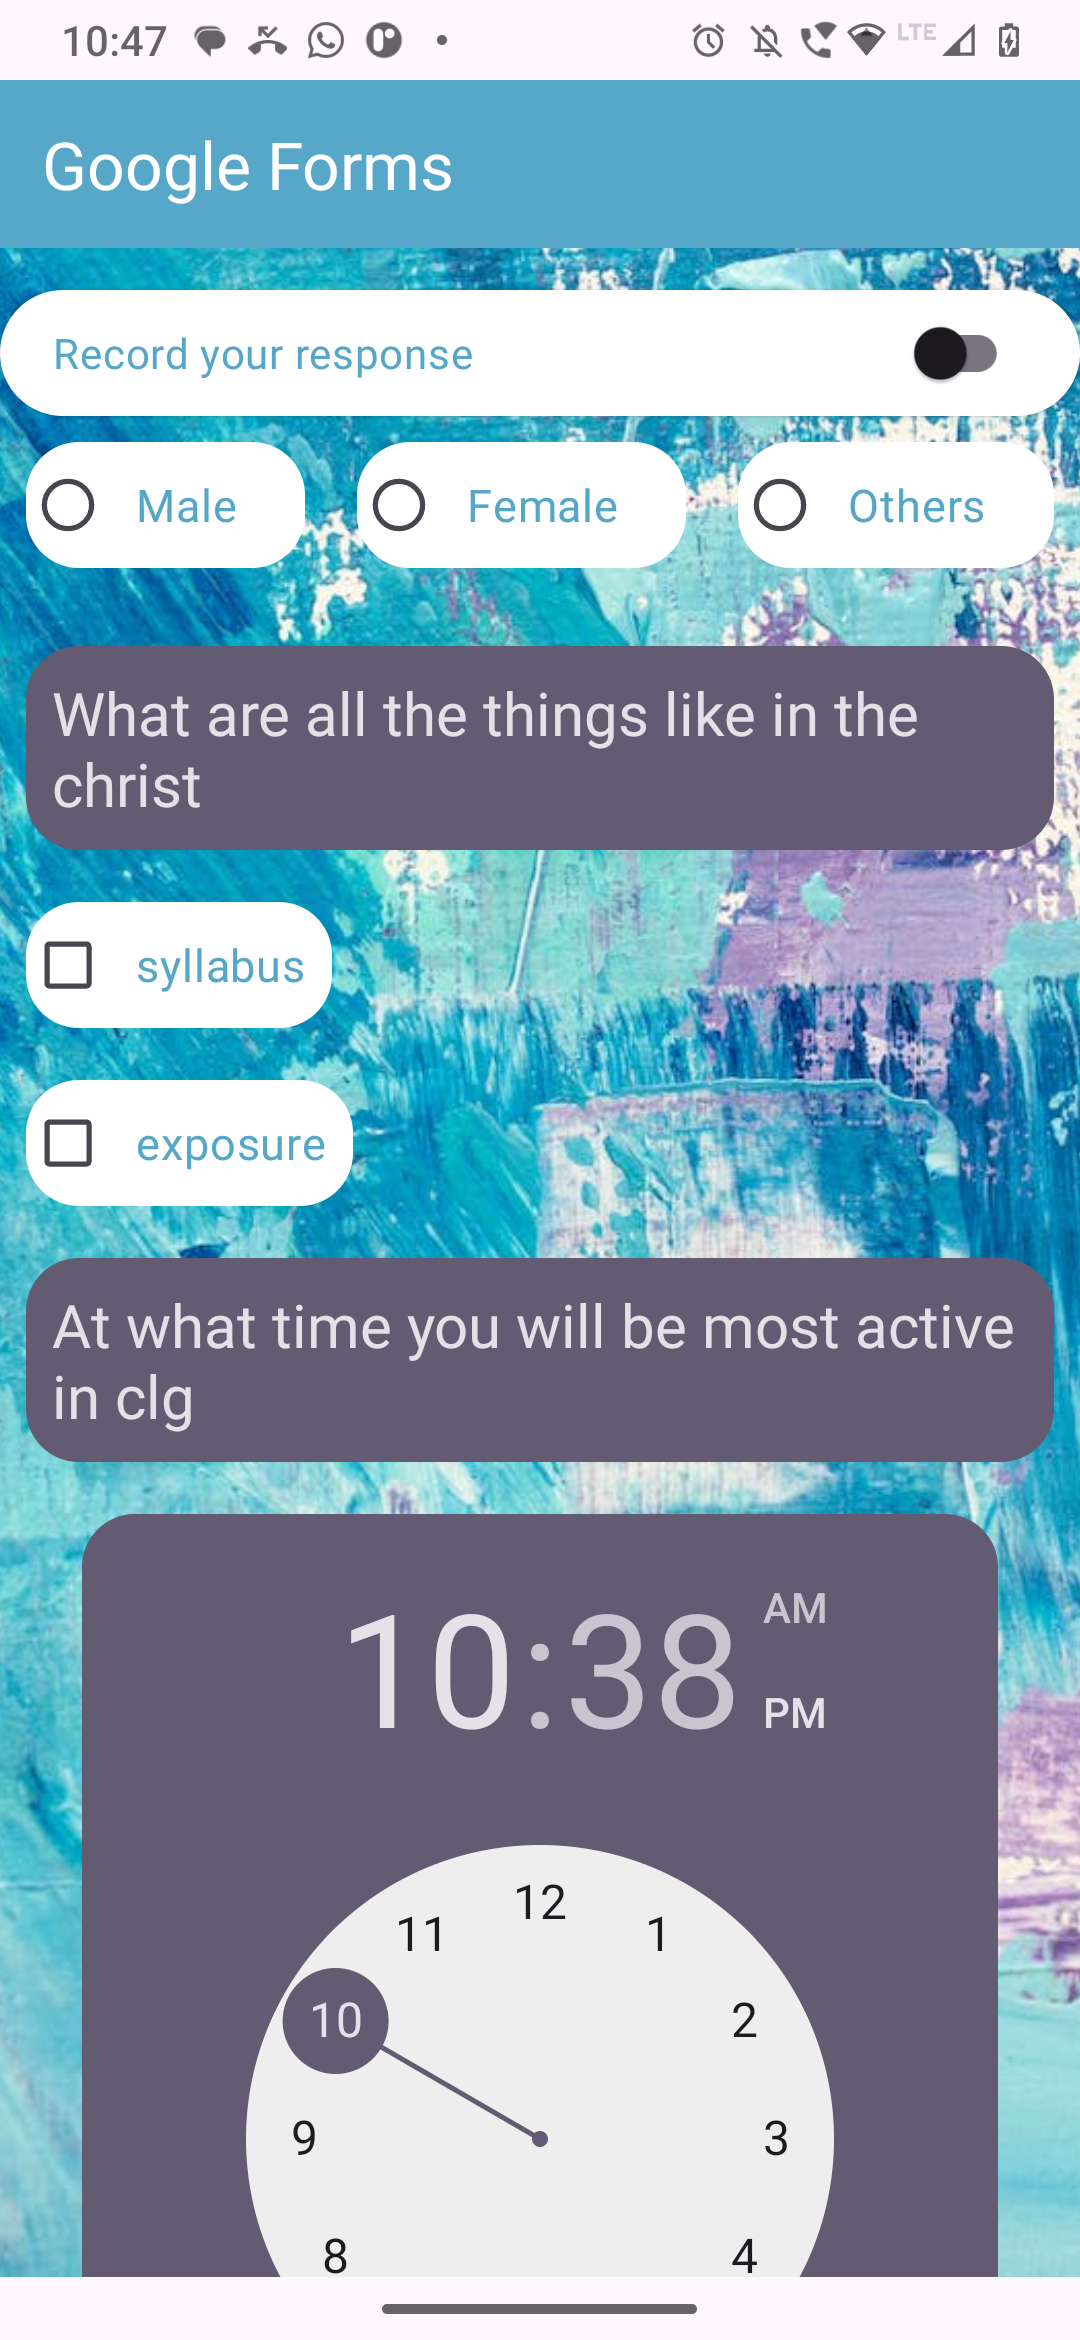 10:47
LTE
Google Forms
Record your response
Male Female Others
What are all the things like in the
christ
syllabus
exposure
At what time you will be most active
in clg
10:38
AM
PM
12
11 1
10 2
9 3
8 4